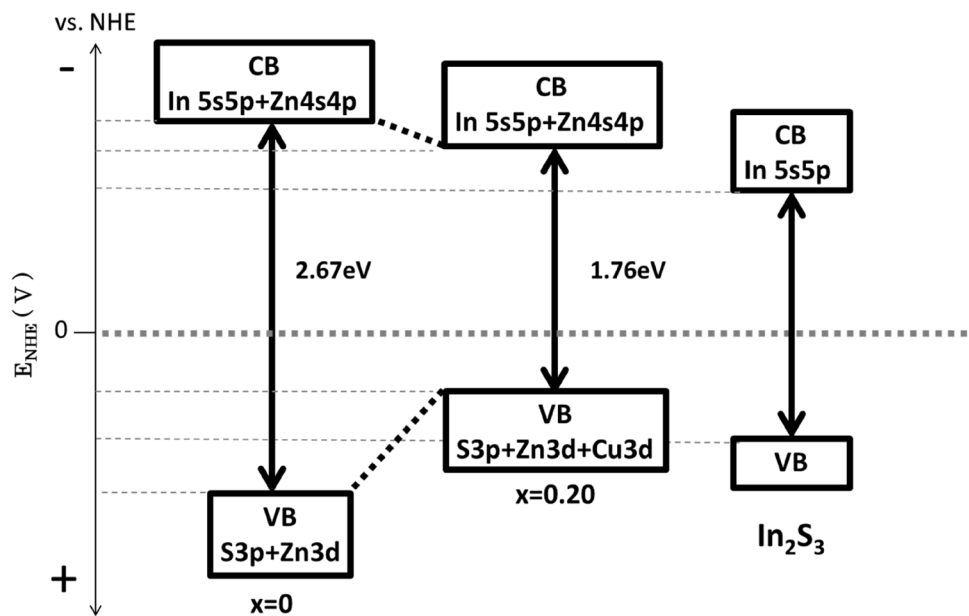 vs. NHE
-
CB
In 5s5p+Zn4s4p
CB
In 5s5p+Zn4s4p
CB
In 5s5p
2.67eV
1.76eV
E_NHE(V)
0
VB
S3p+Zn3d+Cu3d
x=0.20
VB
In₂S₃
VB
S3p+Zn3d
x=0
+